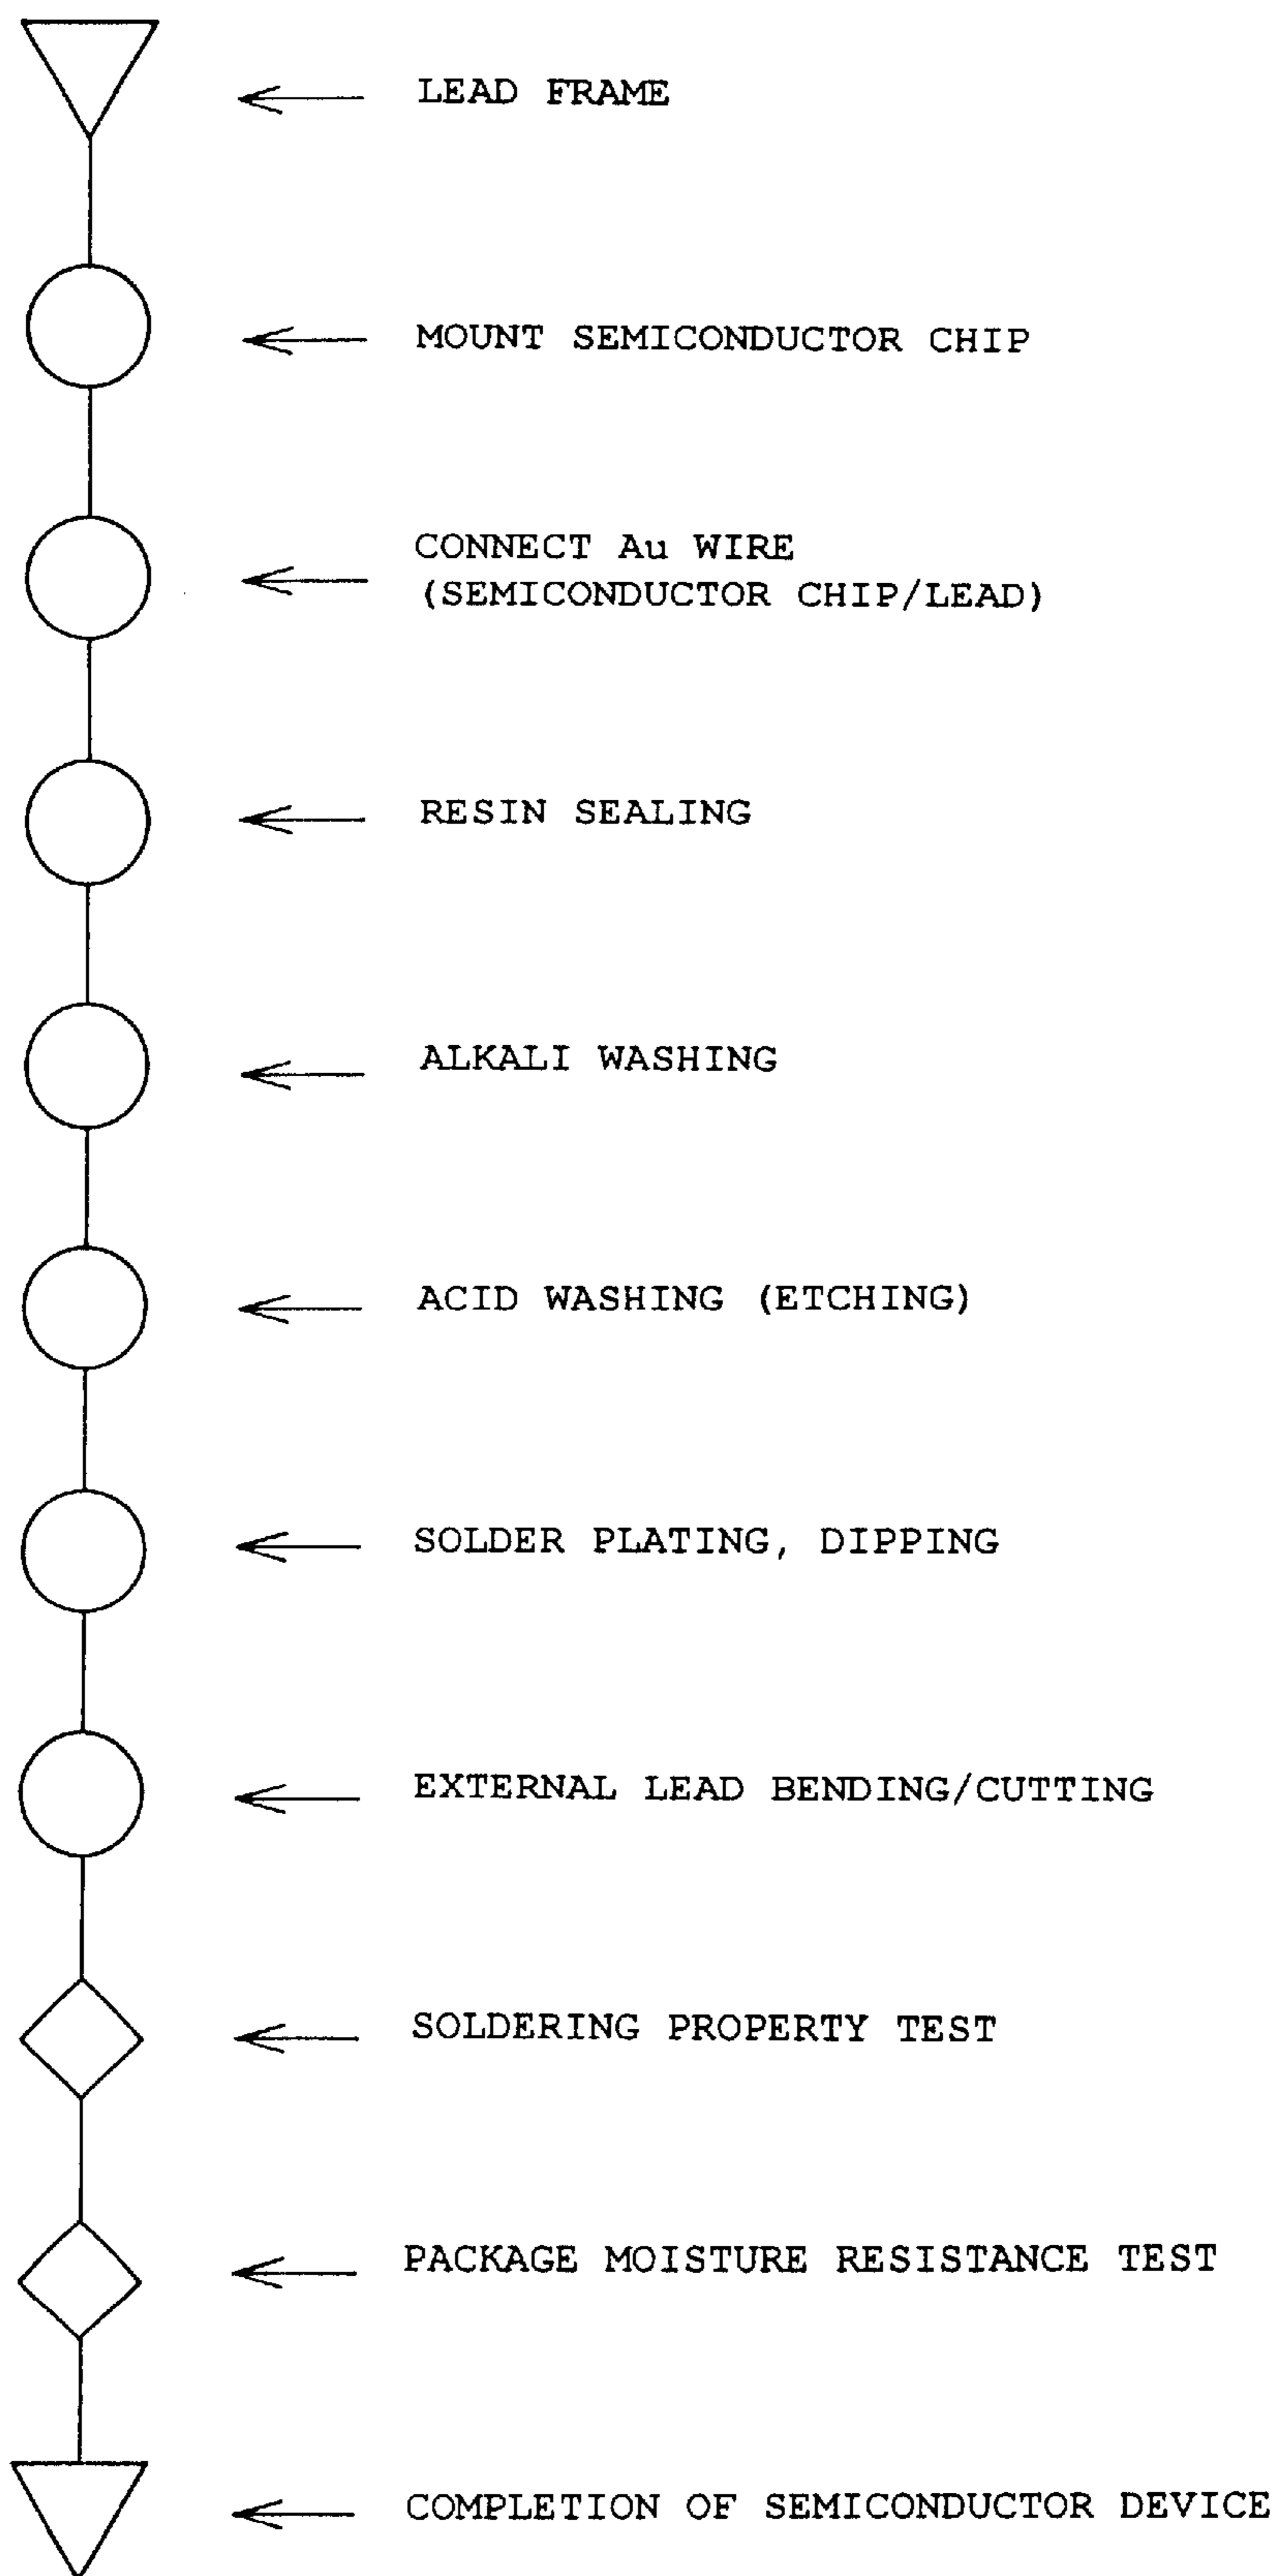 LEAD FRAME
MOUNT SEMICONDUCTOR CHIP
CONNECT Au WIRE
(SEMICONDUCTOR CHIP/LEAD)
RESIN SEALING
ALKALI WASHING
ACID WASHING (ETCHING)
SOLDER PLATING, DIPPING
EXTERNAL LEAD BENDING/CUTTING
SOLDERING PROPERTY TEST
PACKAGE MOISTURE RESISTANCE TEST
COMPLETION OF SEMICONDUCTOR DEVICE